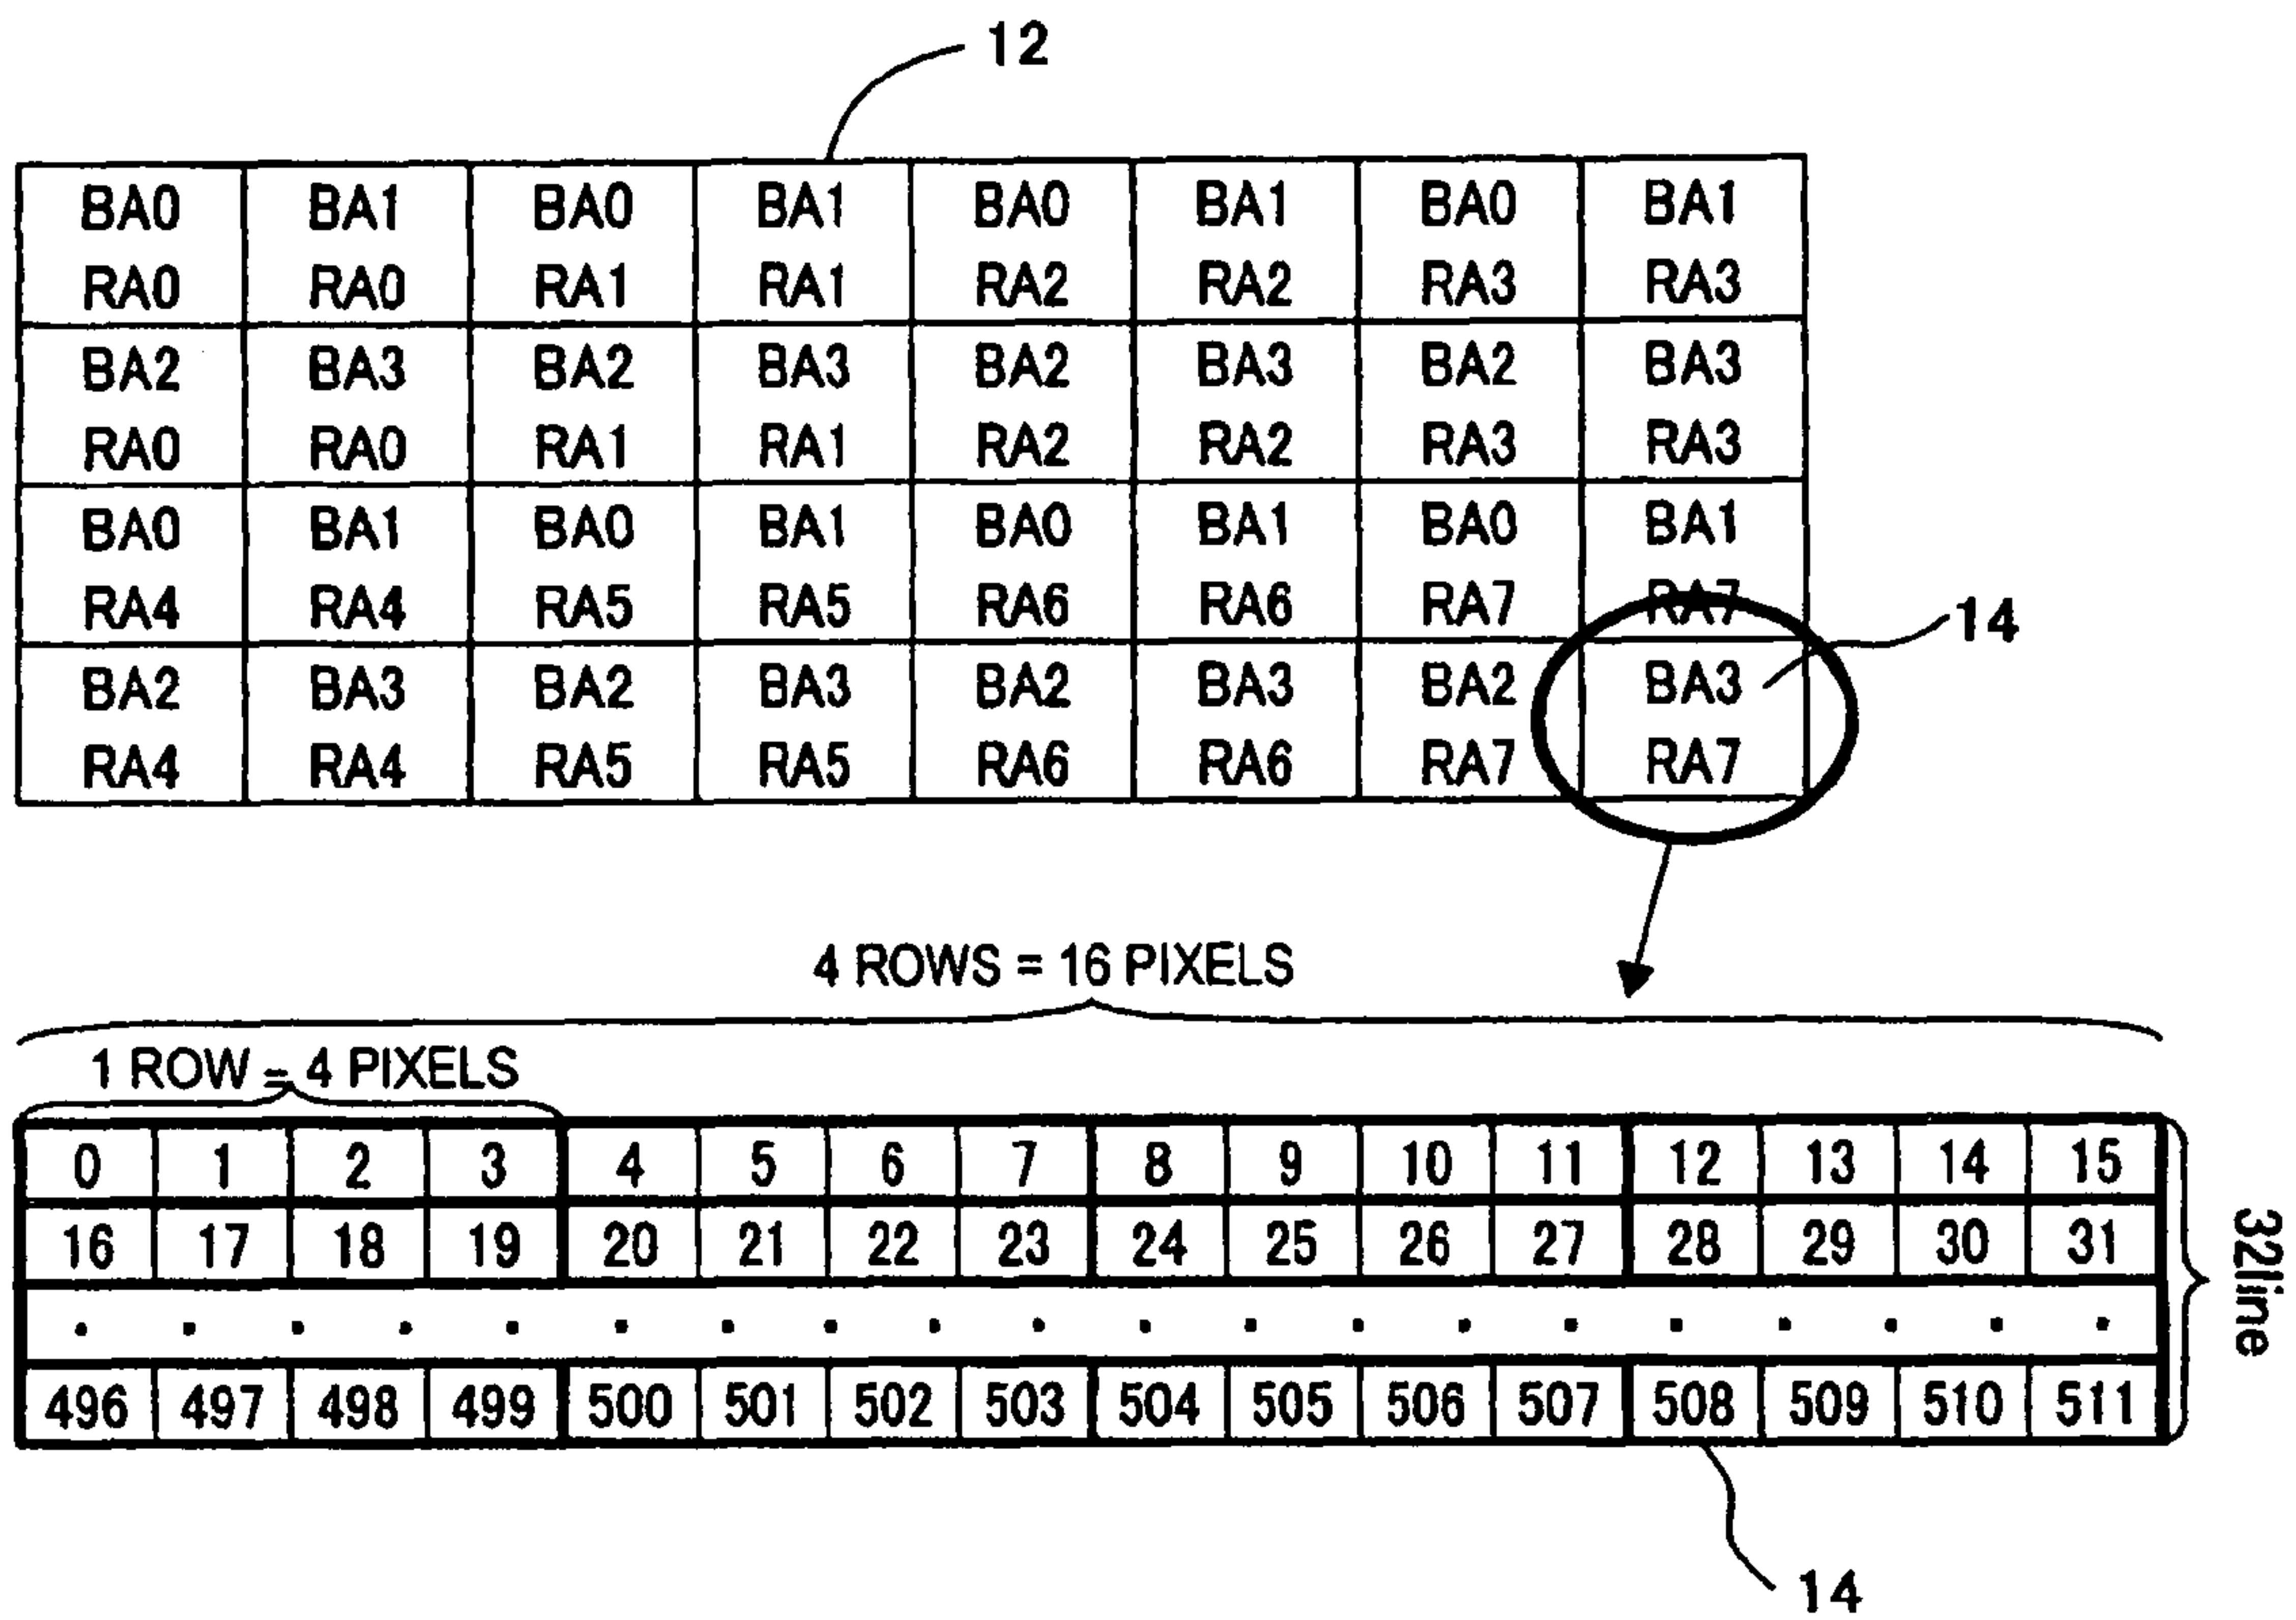 12
BA0 BA1 BA0 BA1 BA0 BA1 BA0 BA1
RA0 RA0 RA1 RA1 RA2 RA2 RA3 RA3
BA2 BA3 BA2 BA3 BA2 BA3 BA2 BA3
RA0 RA0 RA1 RA1 RA2 RA2 RA3 RA3
BA0 BA1 BA0 BA1 BA0 BA1 BA0 BA1
RA4 RA4 RA5 RA5 RA6 RA6 RA7 RA7
14
BA2 BA3 BA2 BA3 BA2 BA3 BA2 BA3
RA4 RA4 RA5 RA5 RA6 RA6 RA7 RA7
4 ROWS = 16 PIXELS
1 ROW = 4 PIXELS
0 1 2 3 4 5 6 7 8 9 10 11 12 13 14 15
16 17 18 19 20 21 22 23 24 25 26 27 28 29 30 31
32line
. . . . . . . . . . . . . . . . . . . .
496 497 498 499 500 501 502 503 504 505 506 507 508 509 510 511
14